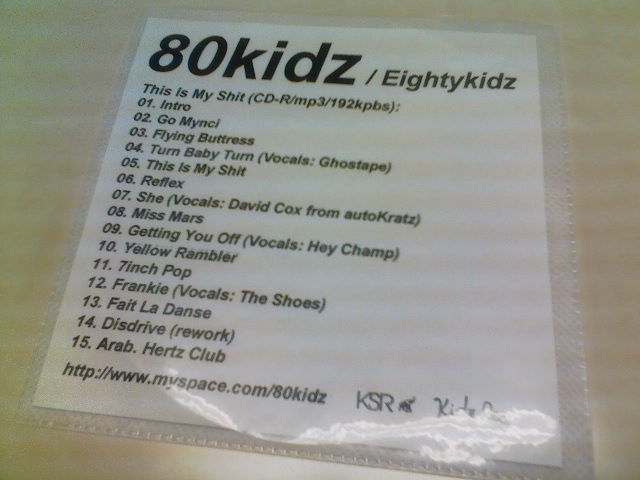 80kidz / Eightykidz
This Is My Shit (CD-R/mp3/192kpbs):
01. Intro
02. Go Mynci
03. Flying Buttress
04. Turn Baby Turn (Vocals: Ghostape)
05. This Is My Shit
06. Reflex
07. She (Vocals: David Cox from autoKratz)
08. Miss Mars
09. Getting You Off (Vocals: Hey Champ)
10. Yellow Rambler
11. 7inch Pop
12. Frankie (Vocals: The Shoes)
13. Fait La Danse
14. Disdrive (rework)
15. Arab. Hertz Club
http://www.myspace.com/80kidz
KSR